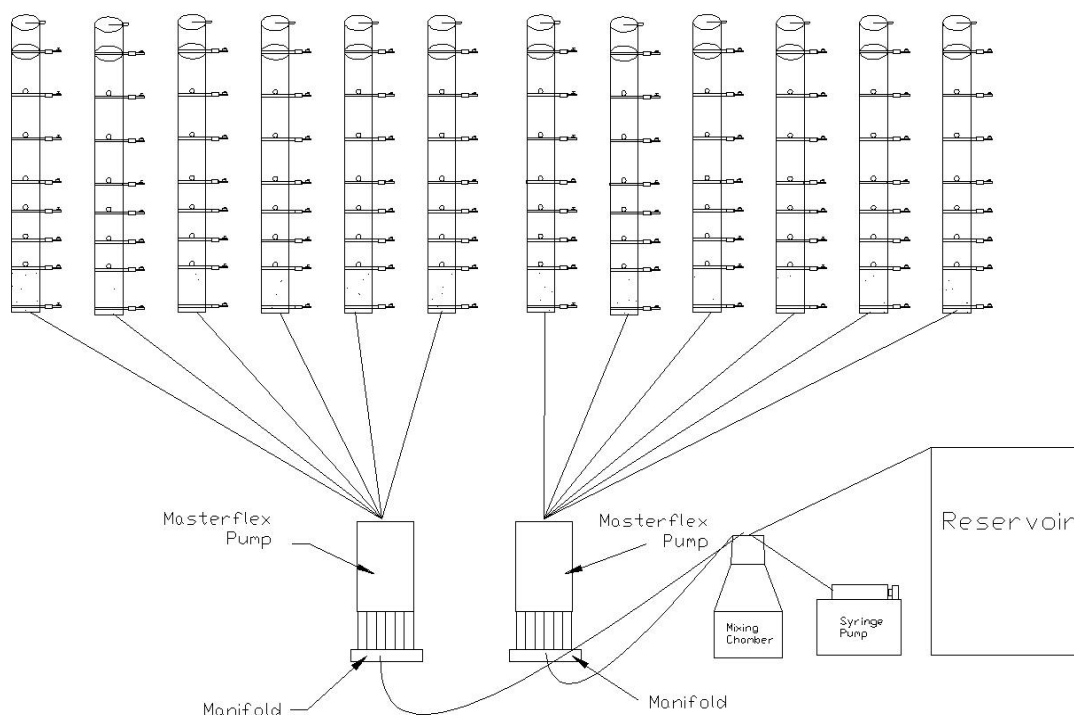 Masterflex
Pump
Manifold
Masterflex
Pump
Manifold
Mixing
Chamber
Syringe
Pump
Reservoir